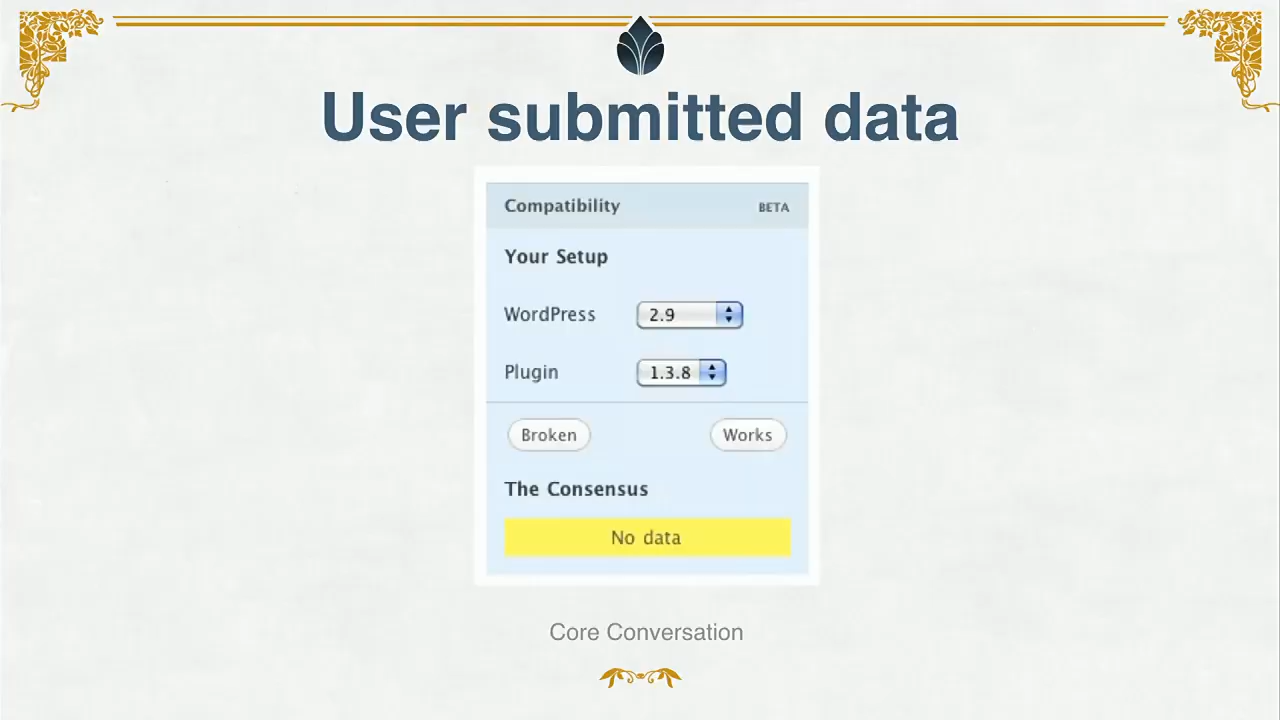 User submitted data
Compatibility BETA
Your Setup
WordPress 2.9
Plugin 1.3.8
Broken Works
The Consensus
No data
Core Conversation